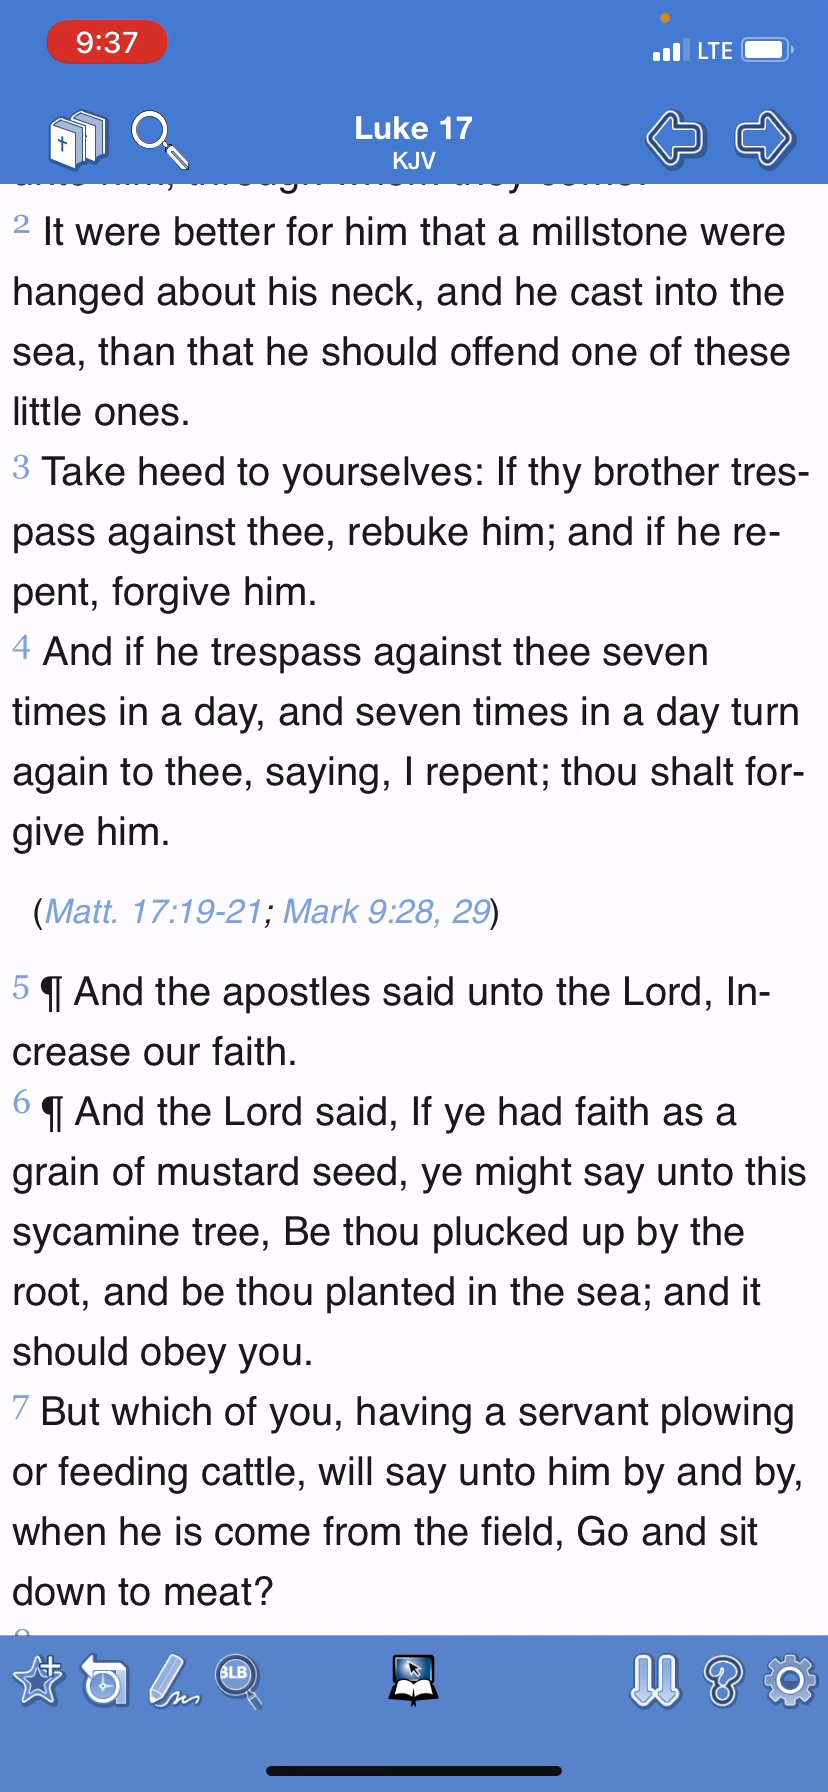 9:37
LTE
Luke 17
KJV
2 It were better for him that a millstone were
hanged about his neck, and he cast into the
sea, than that he should offend one of these
little ones.
3 Take heed to yourselves: If thy brother tres-
pass against thee, rebuke him; and if he re-
pent, forgive him.
4 And if he trespass against thee seven
times in a day, and seven times in a day turn
again to thee, saying, I repent; thou shalt for-
give him.
(Matt. 17:19-21; Mark 9:28, 29)
5 ¶ And the apostles said unto the Lord, In-
crease our faith.
6 ¶ And the Lord said, If ye had faith as a
grain of mustard seed, ye might say unto this
sycamine tree, Be thou plucked up by the
root, and be thou planted in the sea; and it
should obey you.
7 But which of you, having a servant plowing
or feeding cattle, will say unto him by and by,
when he is come from the field, Go and sit
down to meat?
BLB